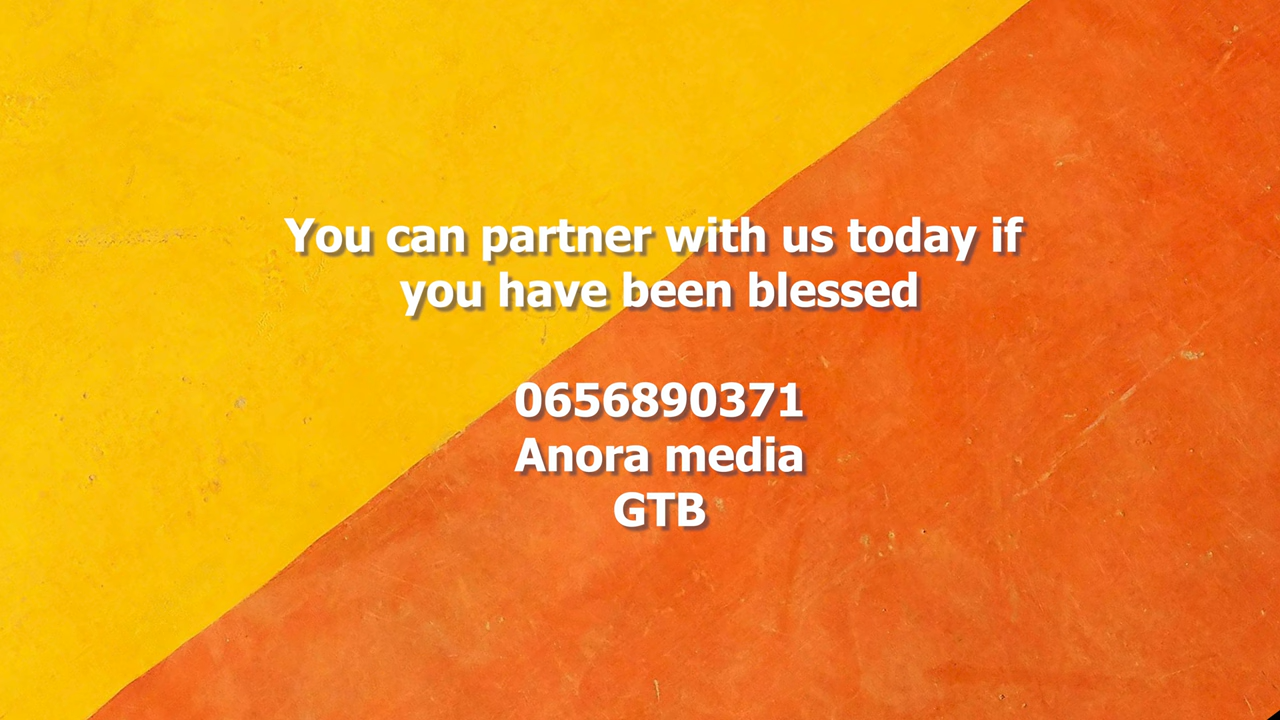 You can partner with us today if
you have been blessed
0656890371
Anora media
GTB